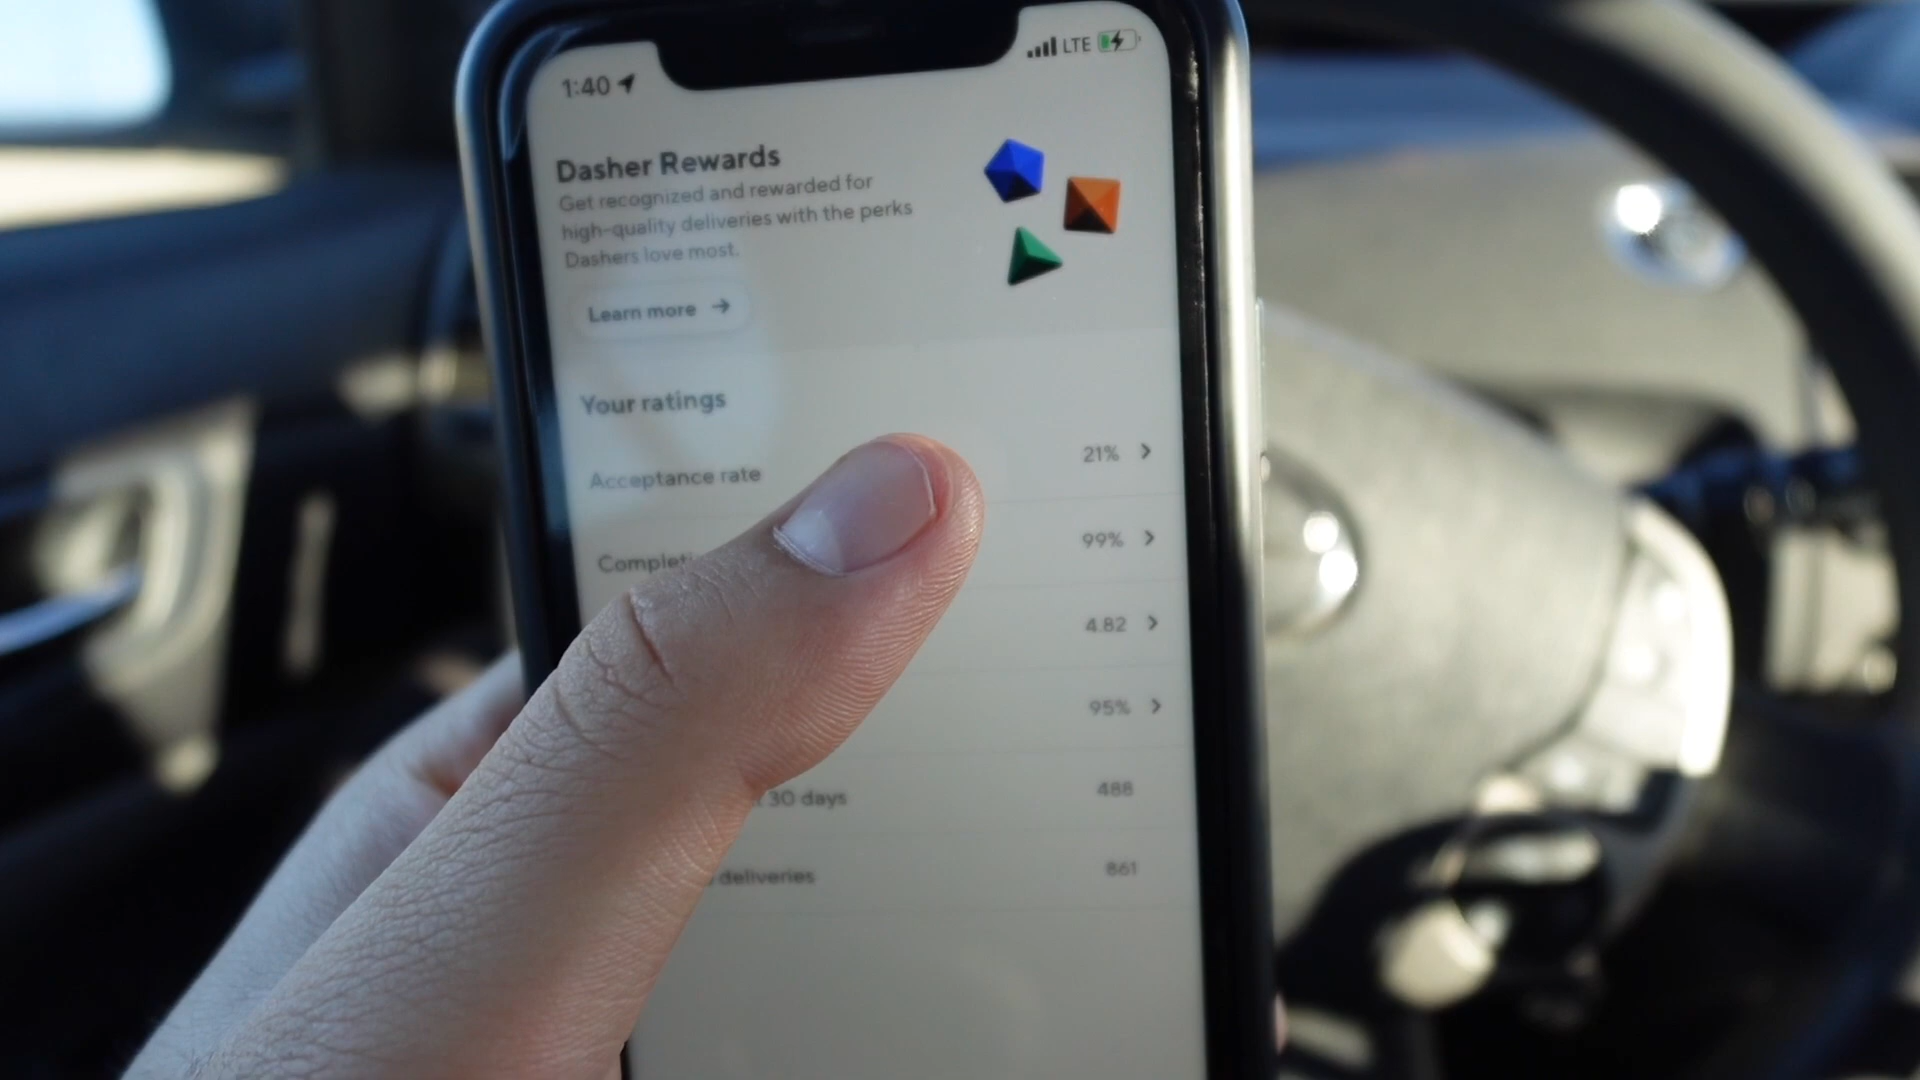 1:40
LTE
Dasher Rewards
Get recognized and rewarded for
high-quality deliveries with the perks
Dashers love most.
Learn more →
Your ratings
Acceptance rate 21%
99%
4.82
95%
30 days 488
deliveries 861